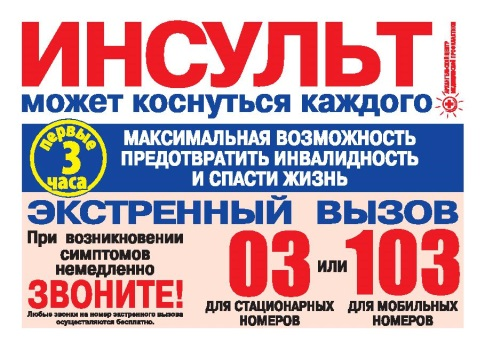 ИНСУЛЬТ
может коснуться каждого
первые
3
часа
МАКСИМАЛЬНАЯ ВОЗМОЖНОСТЬ
ПРЕДОТВРАТИТЬ ИНВАЛИДНОСТЬ
И СПАСТИ ЖИЗНЬ
ЭКСТРЕННЫЙ ВЫЗОВ
При возникновении
симптомов
немедленно
ЗВОНИТЕ!
Любые звонки на номер экстренного вызова
осуществляются бесплатно.
03 или 103
ДЛЯ СТАЦИОНАРНЫХ
НОМЕРОВ
ДЛЯ МОБИЛЬНЫХ
НОМЕРОВ